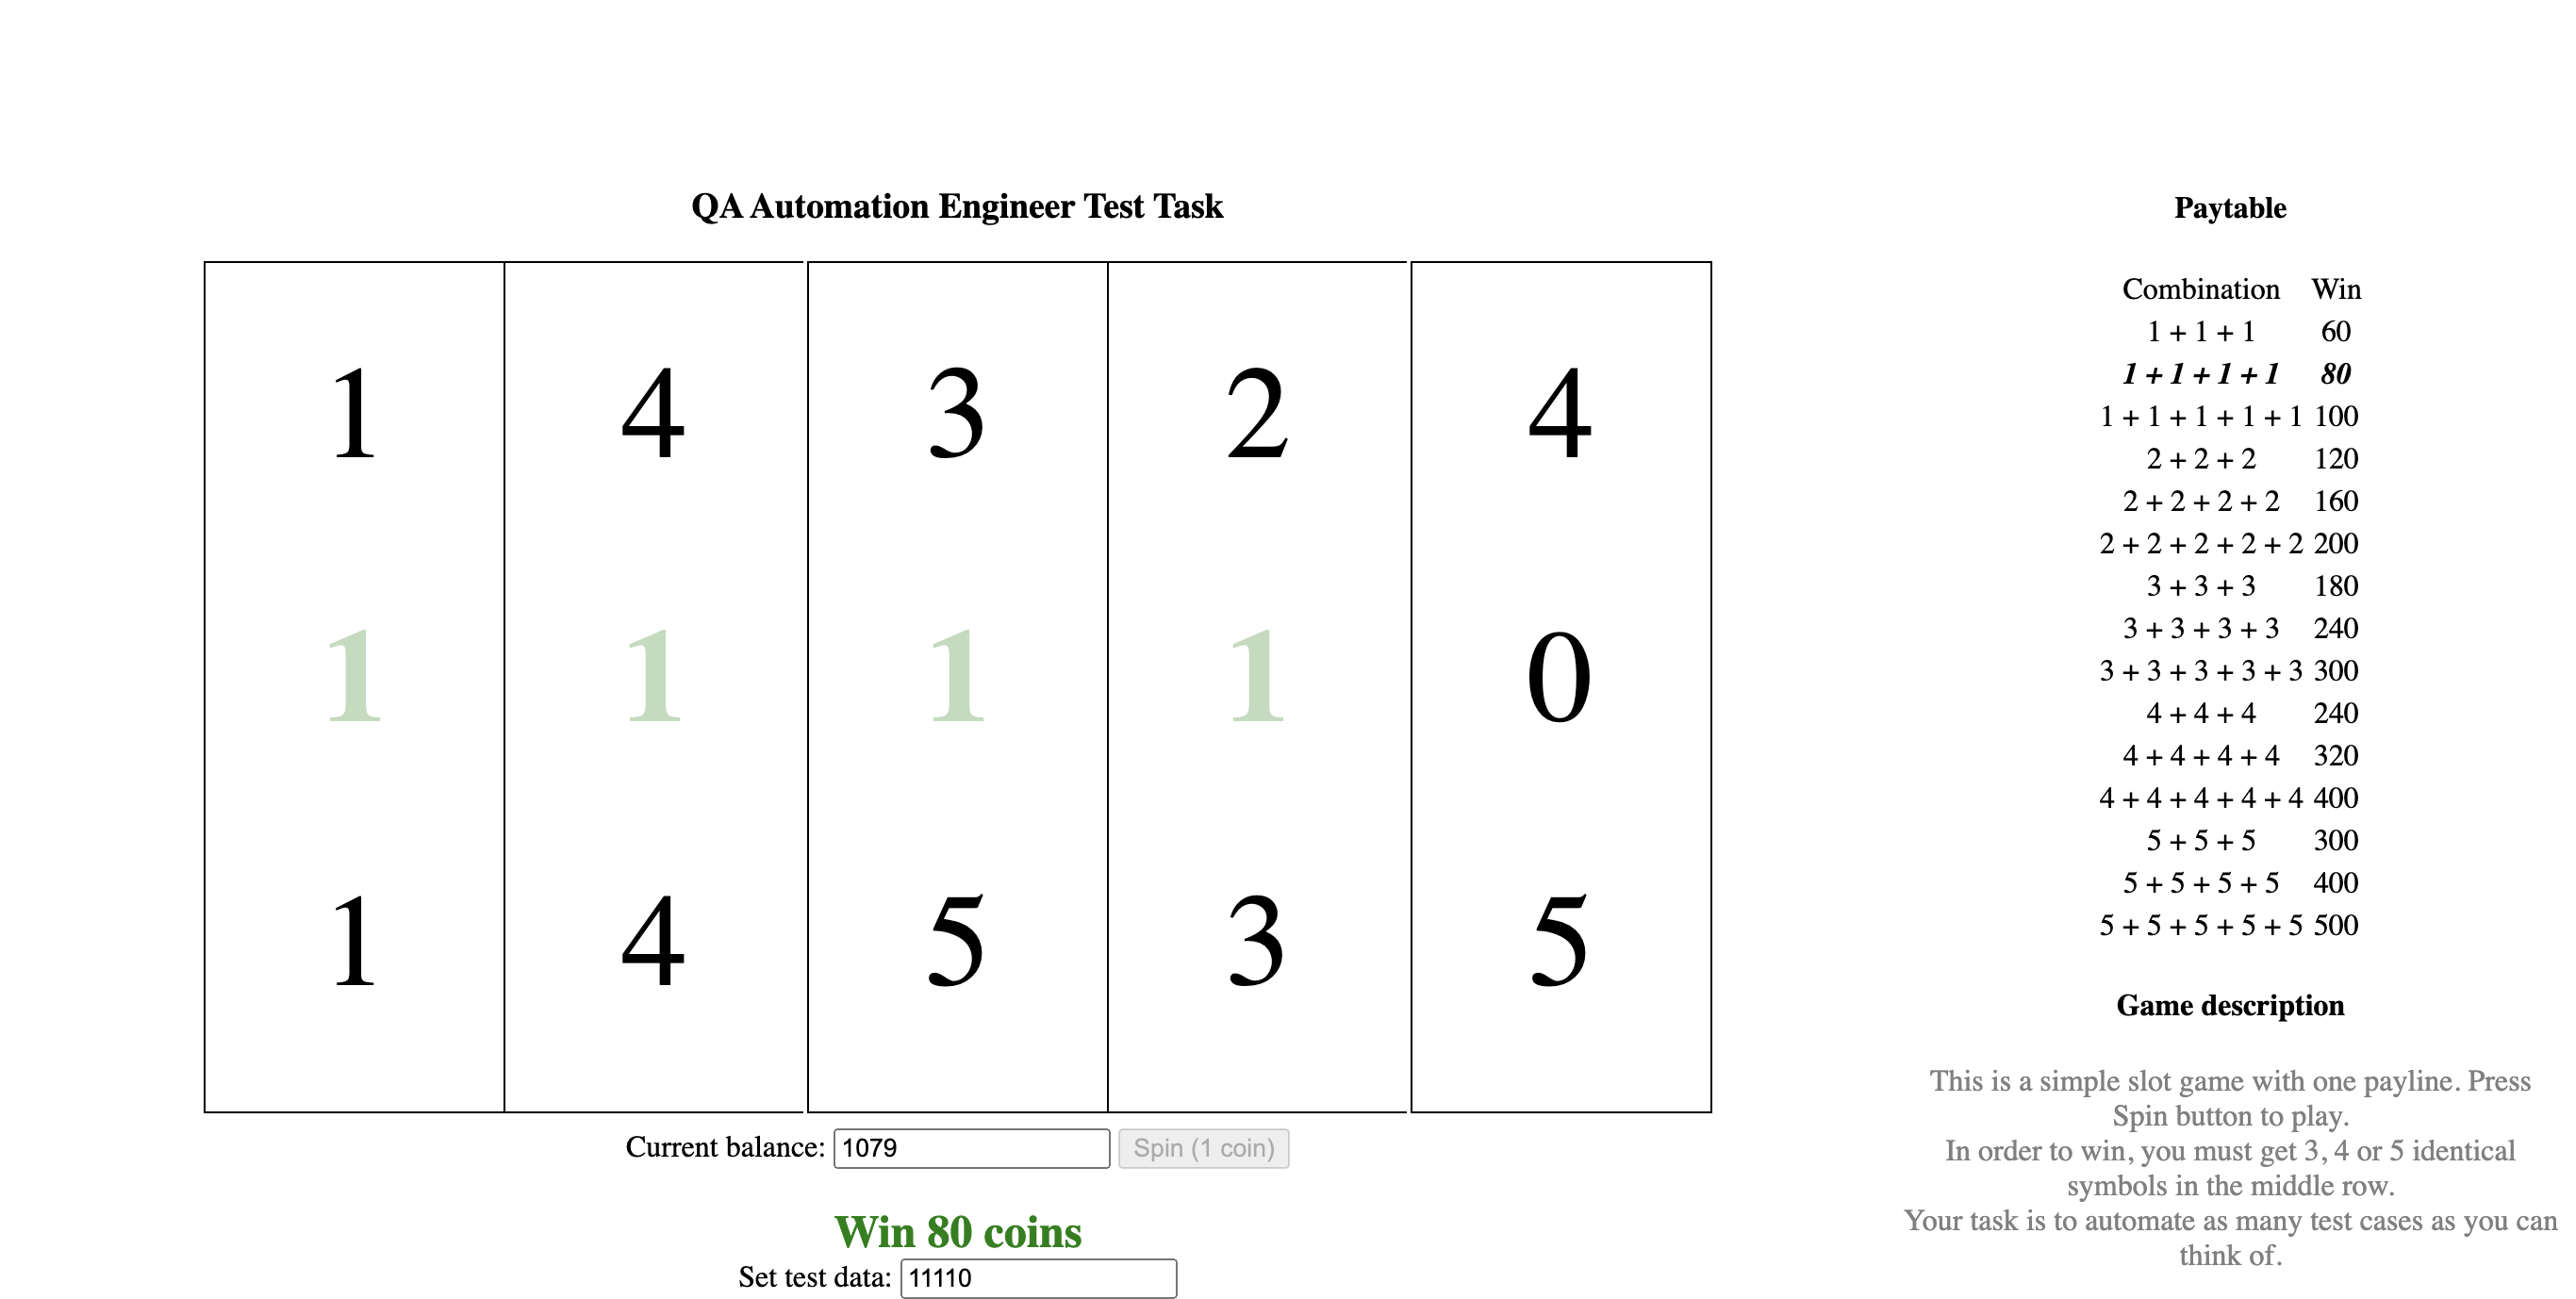 QA Automation Engineer Test Task
1 4 3 2 4
1 1 1 1 0
1 4 5 3 5
Current balance: 1079 Spin (1 coin)
Win 80 coins
Set test data: 11110
Paytable
Combination Win
1 + 1 + 1 60
1 + 1 + 1 + 1 80
1 + 1 + 1 + 1 + 1 100
2 + 2 + 2 120
2 + 2 + 2 + 2 160
2 + 2 + 2 + 2 + 2 200
3 + 3 + 3 180
3 + 3 + 3 + 3 240
3 + 3 + 3 + 3 + 3 300
4 + 4 + 4 240
4 + 4 + 4 + 4 320
4 + 4 + 4 + 4 + 4 400
5 + 5 + 5 300
5 + 5 + 5 + 5 400
5 + 5 + 5 + 5 + 5 500
Game description
This is a simple slot game with one payline. Press
Spin button to play.
In order to win, you must get 3, 4 or 5 identical
symbols in the middle row.
Your task is to automate as many test cases as you can
think of.